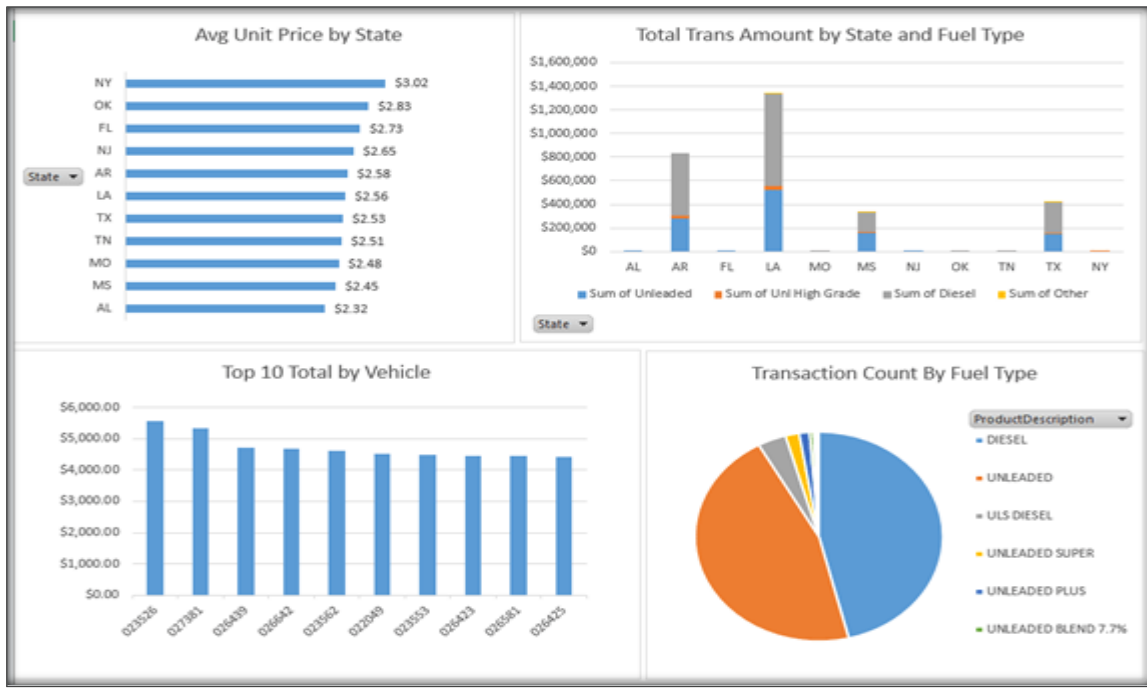 Avg Unit Price by State
NY $3.02
OK $2.83
FL $2.73
NJ $2.65
State AR $2.58
LA $2.56
TX $2.53
TN $2.51
MO $2.48
MS $2.45
AL $2.32
Total Trans Amount by State and Fuel Type
$1,600,000
$1,400,000
$1,200,000
$1,000,000
$800,000
$600,000
$400,000
$200,000
$0
AL AR FL LA MO MS NJ OK TN TX NY
Sum of Unleaded Sum of Unl High Grade Sum of Diesel Sum of Other
State
Top 10 Total by Vehicle
$6,000.00
$5,000.00
$4,000.00
$3,000.00
$2,000.00
$1,000.00
$0.00
023526 027381 026439 026642 023562 022049 023553 026423 026581 026425
Transaction Count By Fuel Type
ProductDescription
DIESEL
UNLEADED
ULS DIESEL
UNLEADED SUPER
UNLEADED PLUS
UNLEADED BLEND 7.7%